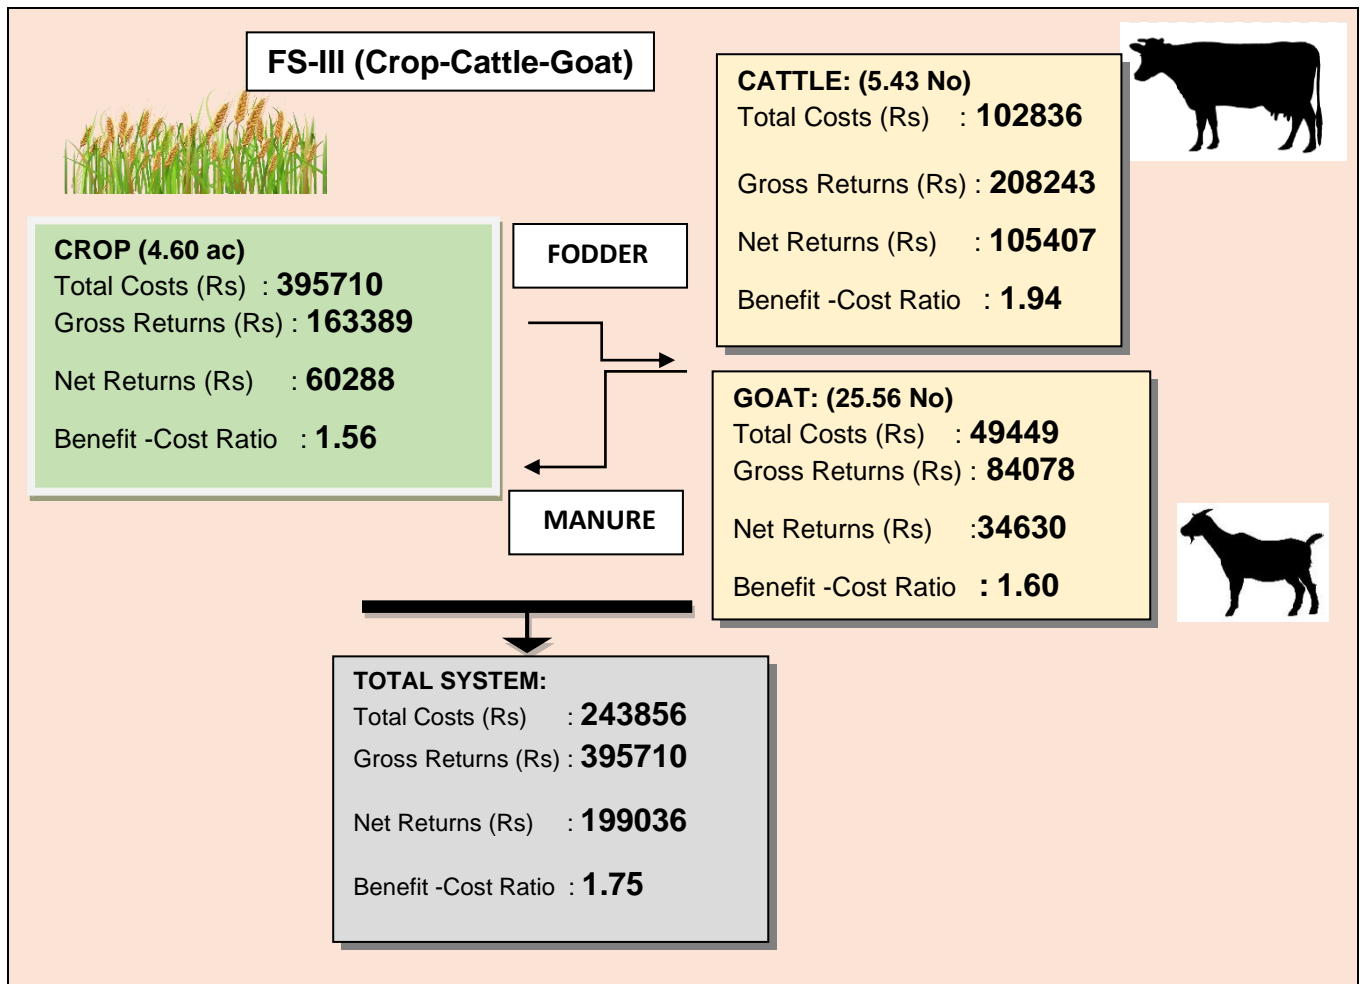 FS-III (Crop-Cattle-Goat)
CATTLE: (5.43 No)
Total Costs (Rs) : 102836
Gross Returns (Rs) : 208243
Net Returns (Rs) : 105407
Benefit -Cost Ratio : 1.94
CROP (4.60 ac)
Total Costs (Rs) : 395710
Gross Returns (Rs) : 163389
Net Returns (Rs) : 60288
Benefit -Cost Ratio : 1.56
FODDER
GOAT: (25.56 No)
Total Costs (Rs) : 49449
Gross Returns (Rs) : 84078
Net Returns (Rs) :34630
Benefit -Cost Ratio : 1.60
MANURE
TOTAL SYSTEM:
Total Costs (Rs) : 243856
Gross Returns (Rs) : 395710
Net Returns (Rs) : 199036
Benefit -Cost Ratio : 1.75